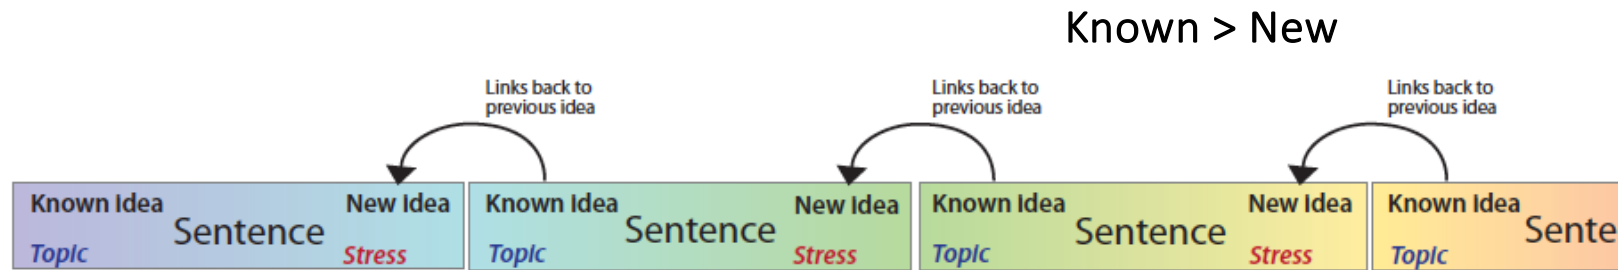 Known > New
Links back to
previous idea
Links back to
previous idea
Links back to
previous idea
Known Idea Sentence New Idea
Topic Stress
Known Idea Sentence New Idea
Topic Stress
Known Idea Sentence New Idea
Topic Stress
Known Idea Sente
Topic